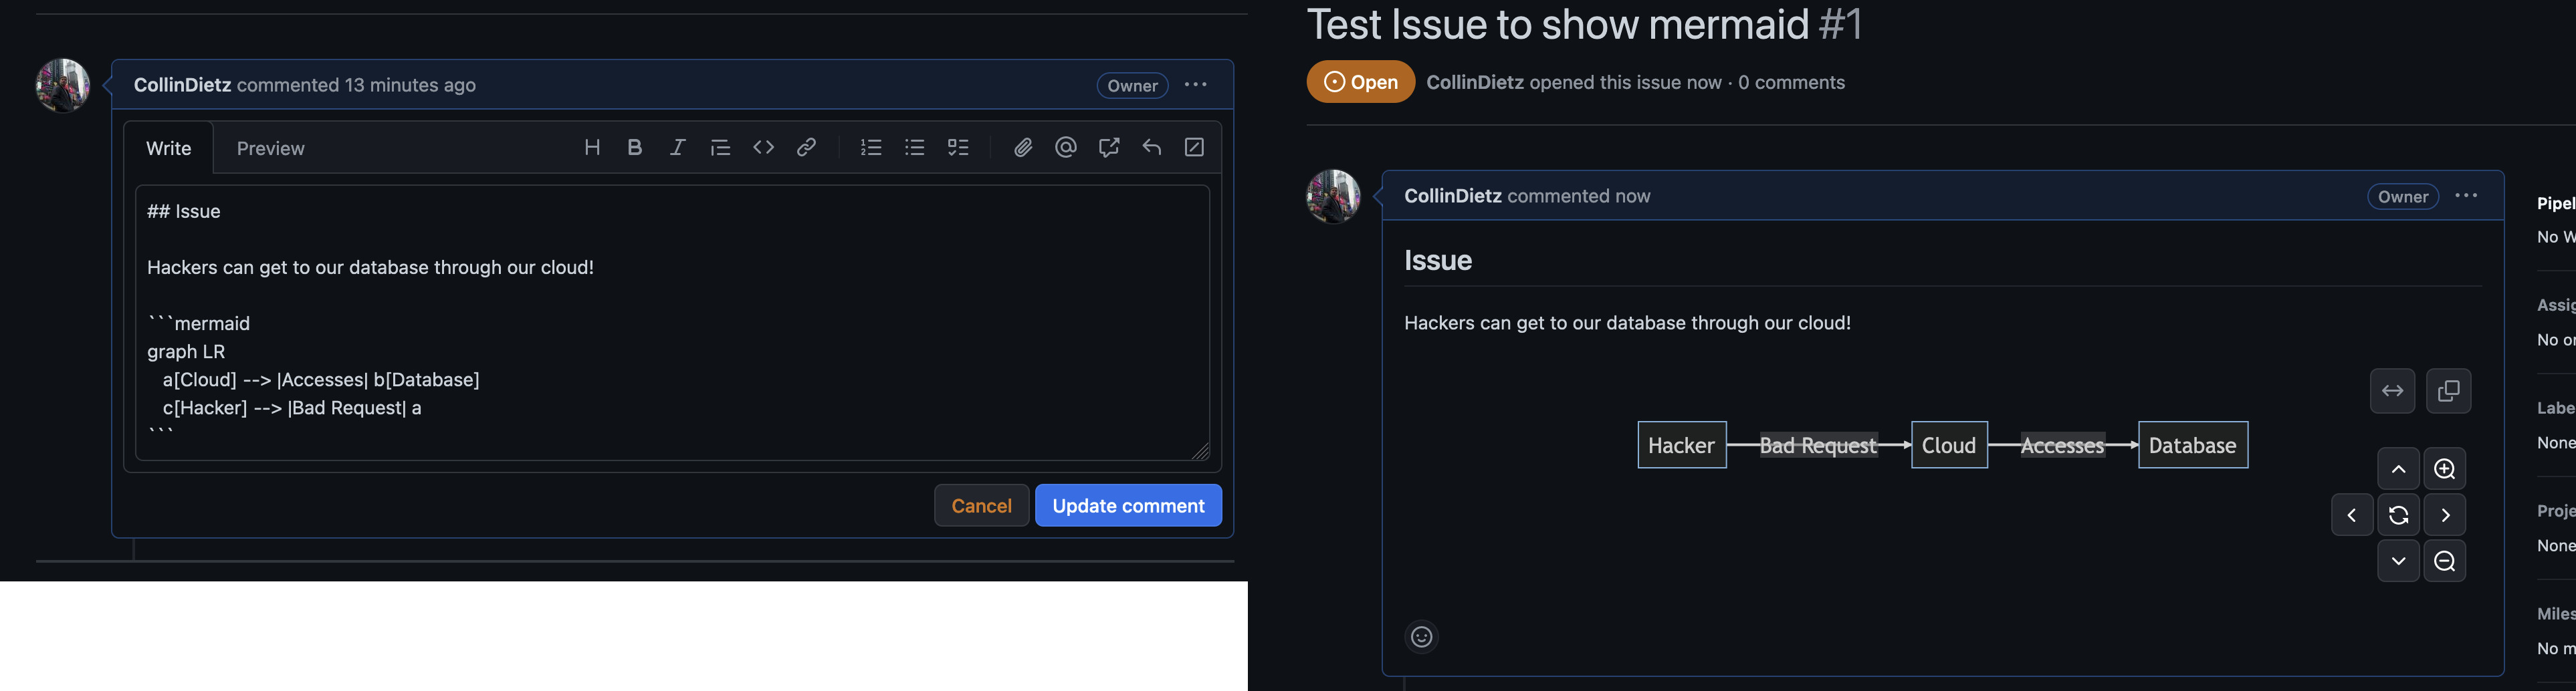 CollinDietz commented 13 minutes ago
Owner
Write
Preview
## Issue
Hackers can get to our database through our cloud!
```mermaid
graph LR
a[Cloud] --> |Accesses| b[Database]
c[Hacker] --> |Bad Request| a
```
Cancel
Update comment
Test Issue to show mermaid #1
Open
CollinDietz opened this issue now · 0 comments
CollinDietz commented now
Owner
Issue
Hackers can get to our database through our cloud!
Hacker
Bad Request
Cloud
Accesses
Database
Pipel
No W
Assig
No or
Labe
None
Proje
None
Miles
No m